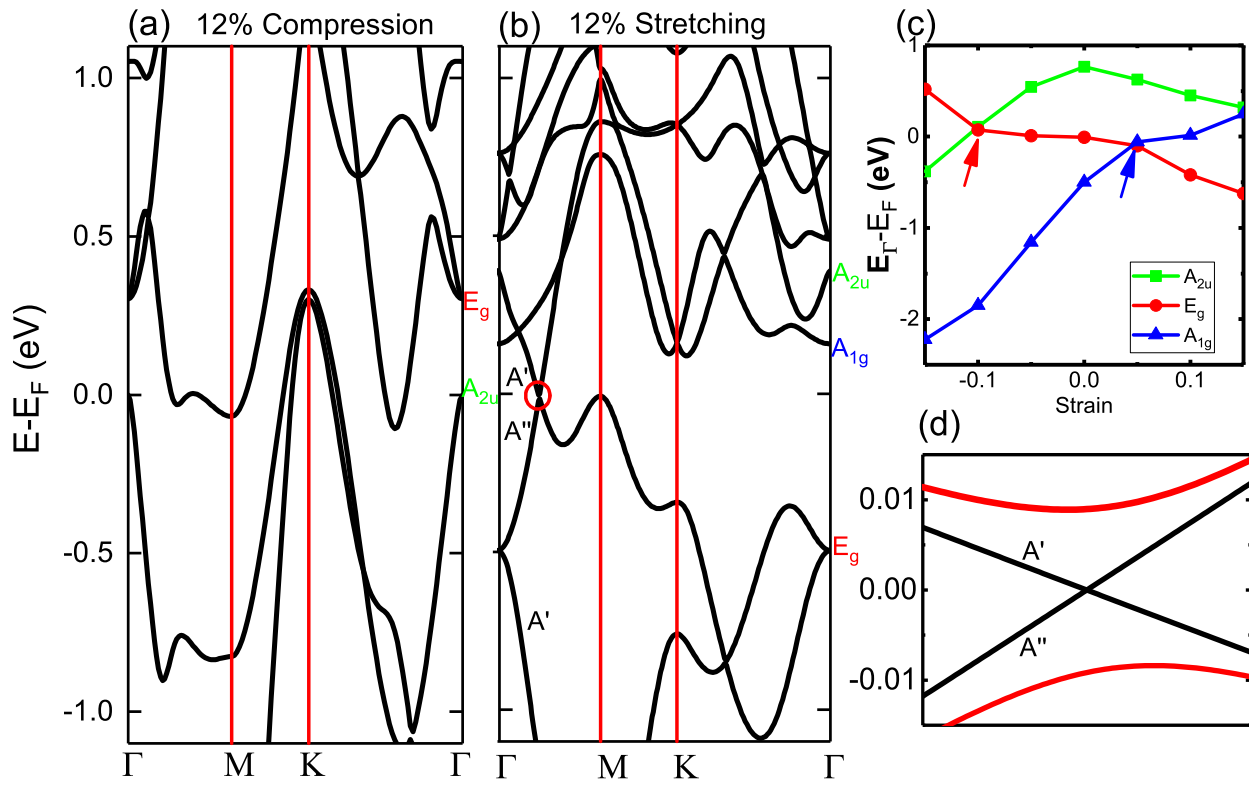 (a) 12% Compression
E-E_F (eV)
1.0
0.5
0.0
-0.5
-1.0
Γ M K Γ
E_g
A_2u
(b) 12% Stretching
A'
A"
A'
Γ M K Γ
A_2u
A_1g
E_g
(c)
E_Γ-E_F (eV)
1
0
-1
-2
-0.1 0.0 0.1
Strain
A_2u
E_g
A_1g
(d)
0.01
0.00
-0.01
A'
A"